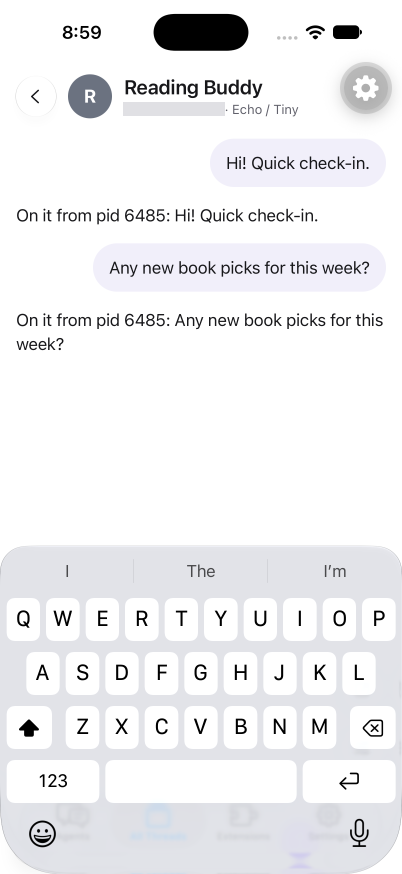 8:59
R
Reading Buddy
· Echo / Tiny
Hi! Quick check-in.
On it from pid 6485: Hi! Quick check-in.
Any new book picks for this week?
On it from pid 6485: Any new book picks for this
week?
I The I'm
Q W E R T Y U I O P
A S D F G H J K L
Z X C V B N M
123